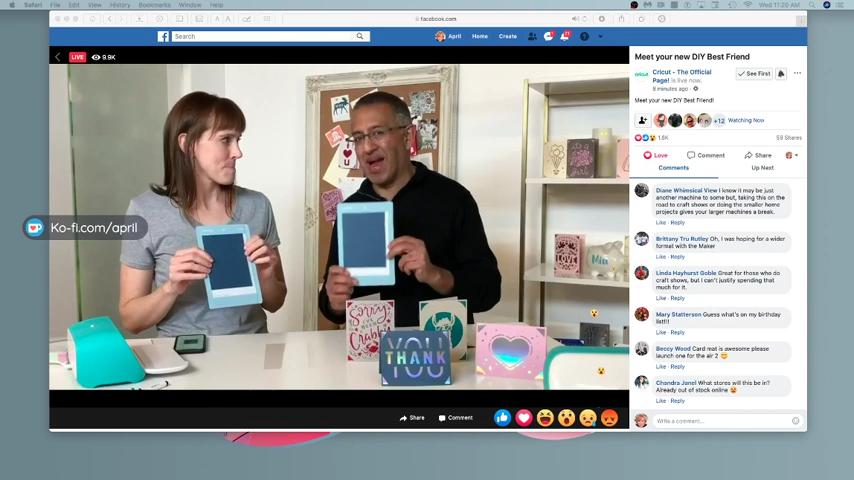 Safari File Edit View History Bookmarks Window Help
Wed 11:20 AM
facebook.com
Search
April Home Create
LIVE 9.9K
Ko-fi.com/april
Sorry
Crabby
THANK
YOU
Mia
Share Comment
Meet your new DIY Best Friend
Cricut - The Official
Page! is live now.
8 minutes ago
See First
Meet your new DIY Best Friend!
+12 Watching Now
1.6K
59 Shares
Love Comment Share
Comments Up Next
Diane Whimsical View I know it may be just
another machine to some but, taking this on the
road to craft shows or doing the smaller home
projects gives your larger machines a break.
Like · Reply
Brittany Tru Rutley Oh, I was hoping for a wider
format with the Maker
Like · Reply
Linda Hayhurst Goble Great for those who do
craft shows, but I can't justify spending that
much for it.
Like · Reply
Mary Statterson Guess what's on my birthday
list!!!
Like · Reply
Beccy Wood Card mat is awesome please
launch one for the air 2
Like · Reply
Chandra Janel What stores will this be in?
Already out of stock online
Like · Reply
Write a comment...